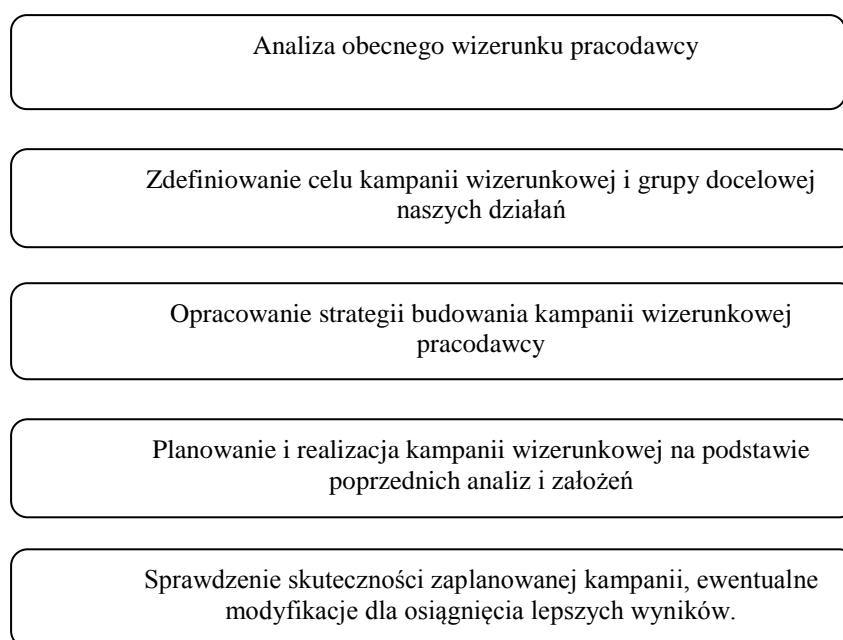 Analiza obecnego wizerunku pracodawcy
Zdefiniowanie celu kampanii wizerunkowej i grupy docelowej
naszych działań
Opracowanie strategii budowania kampanii wizerunkowej
pracodawcy
Planowanie i realizacja kampanii wizerunkowej na podstawie
poprzednich analiz i założeń
Sprawdzenie skuteczności zaplanowanej kampanii, ewentualne
modyfikacje dla osiągnięcia lepszych wyników.